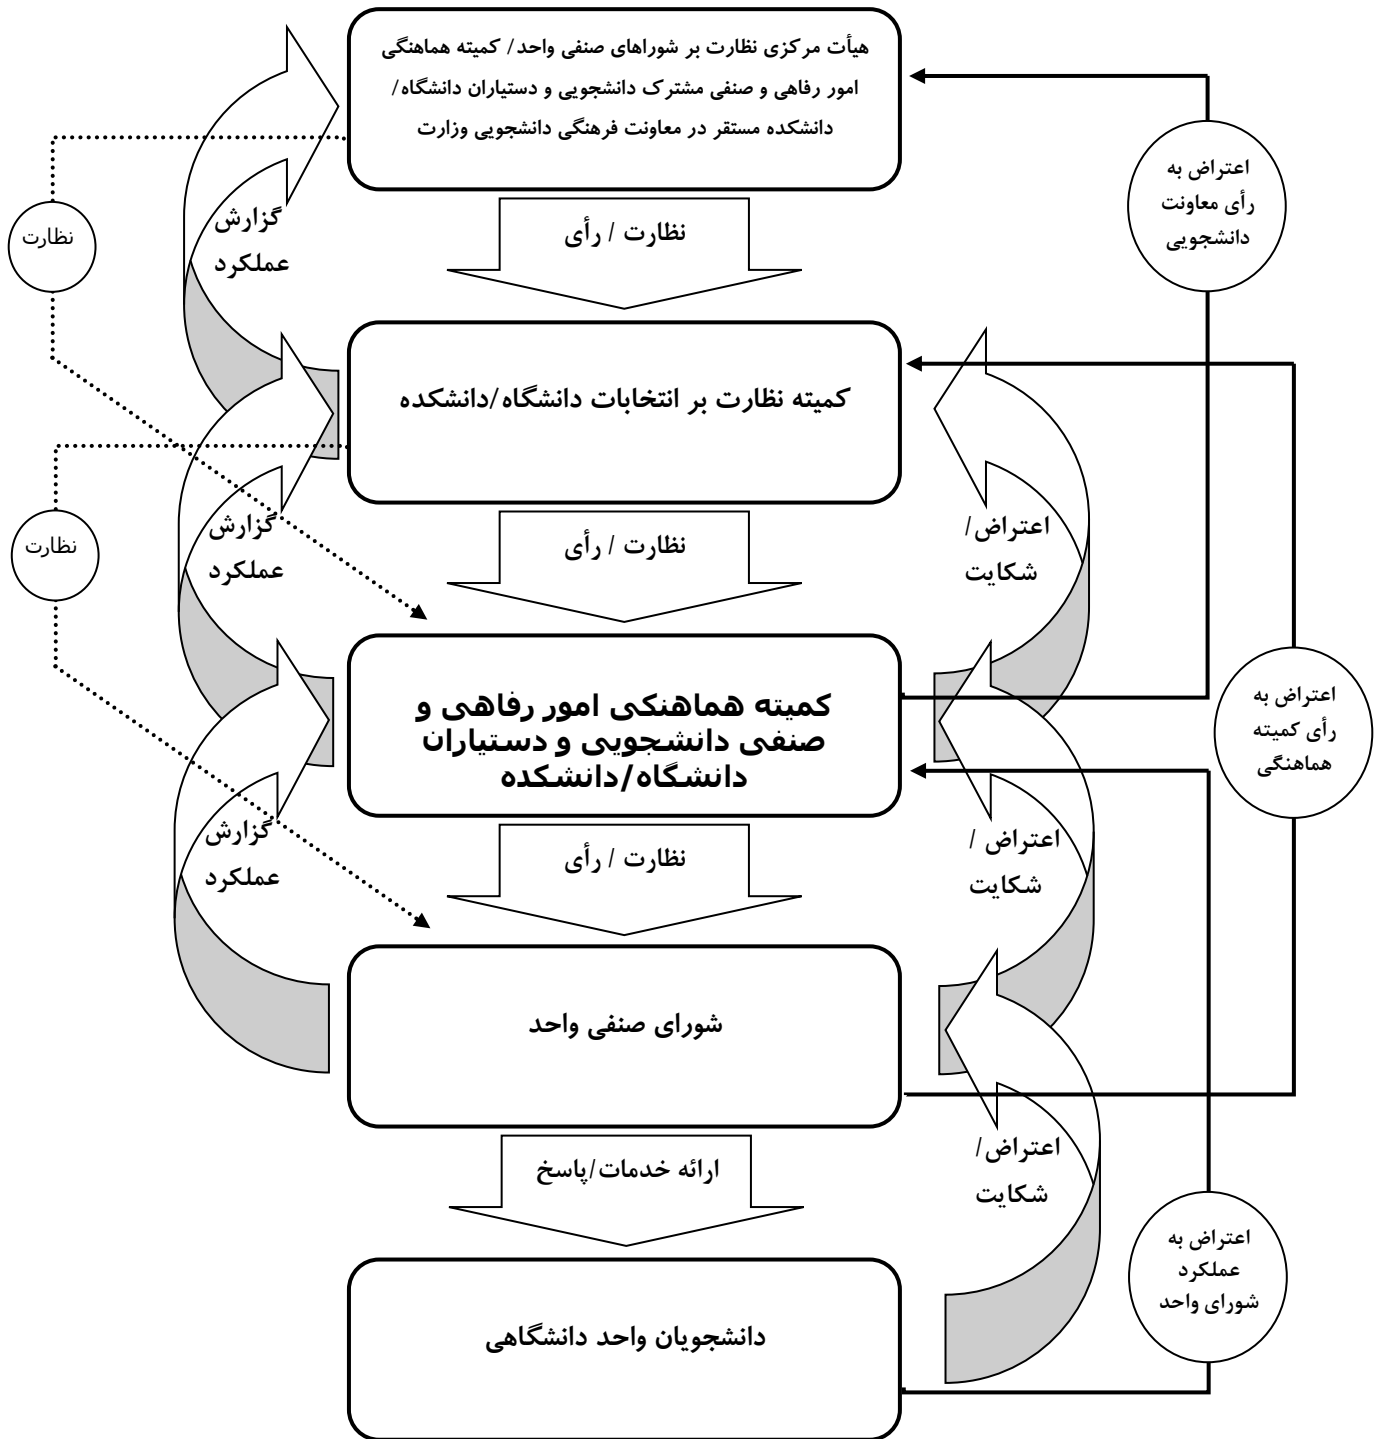 هیأت مرکزی نظارت بر شوراهای صنفی واحد/ کمیته هماهنگی
امور رفاهی و صنفی مشترک دانشجویی و دستیاران دانشگاه/
دانشکده مستقر در معاونت فرهنگی دانشجویی وزارت
اعتراض به
رأی معاونت
دانشجویی
گزارش
عملکرد
نظارت
نظارت / رأی
کمیته نظارت بر انتخابات دانشگاه/دانشکده
نظارت / رأی
اعتراض/
شکایت
گزارش
عملکرد
نظارت
کمیته هماهنکی امور رفاهی و
صنفی دانشجویی و دستیاران
دانشگاه/دانشکده
اعتراض به
رأی کمیته
هماهنگی
نظارت / رأی
اعتراض /
شکایت
گزارش
عملکرد
شورای صنفی واحد
ارائه خدمات/پاسخ
اعتراض/
شکایت
اعتراض به
عملکرد
شورای واحد
دانشجویان واحد دانشگاهی